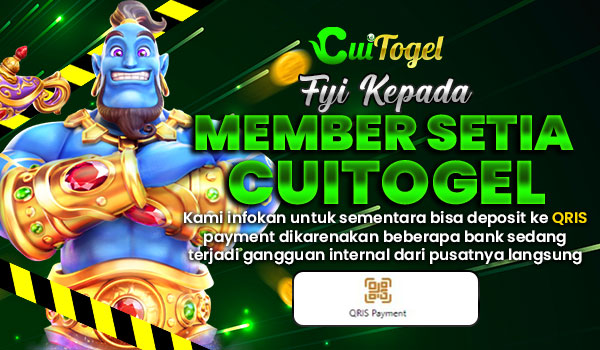 CuiTogel
Fyi Kepada
MEMBER SETIA
CUITOGEL
Kami infokan untuk sementara bisa deposit ke QRIS
payment dikarenakan beberapa bank sedang
terjadi gangguan internal dari pusatnya langsung
QRIS Payment